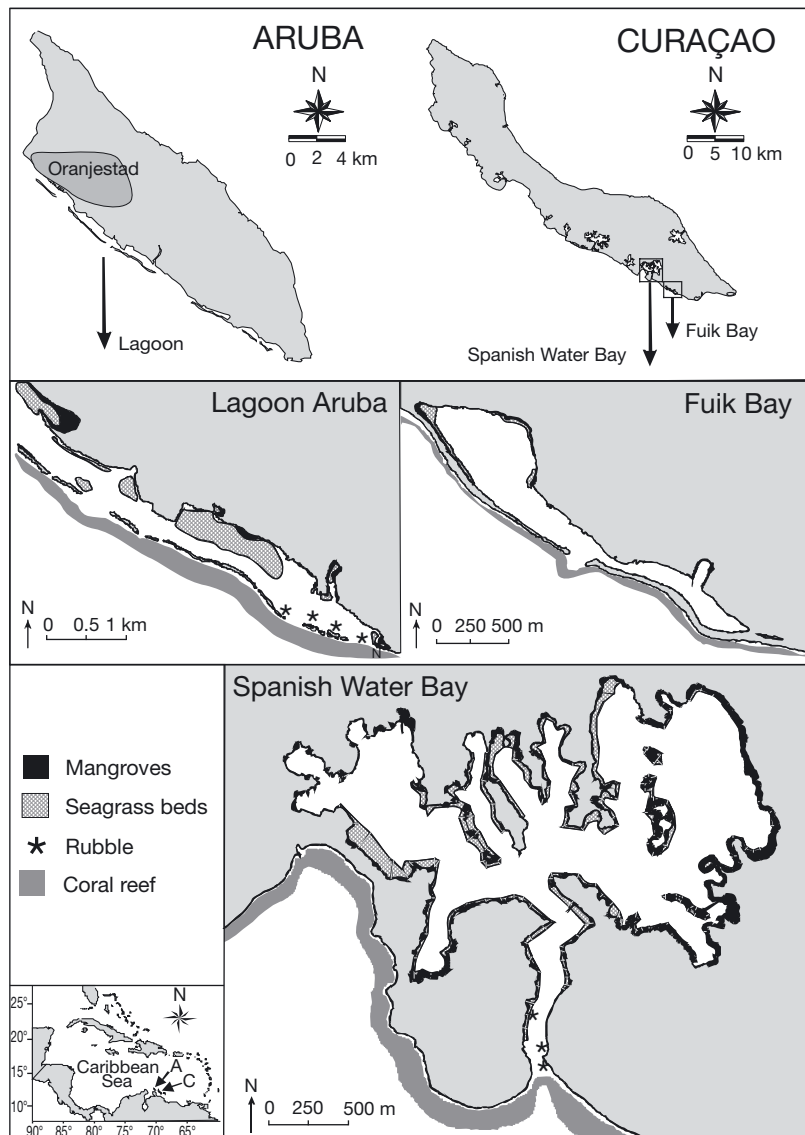 ARUBA
N
0 2 4 km
Oranjestad
Lagoon
CURAÇAO
N
0 5 10 km
Fuik Bay
Spanish Water Bay
Lagoon Aruba
N
0 0.5 1 km
N
Fuik Bay
N
0 250 500 m
Spanish Water Bay
N
0 250 500 m
Mangroves
Seagrass beds
Rubble
Coral reef
N
25°
20°
15°
10°
Caribbean
Sea
A
C
90° 85° 80° 75° 70° 65°